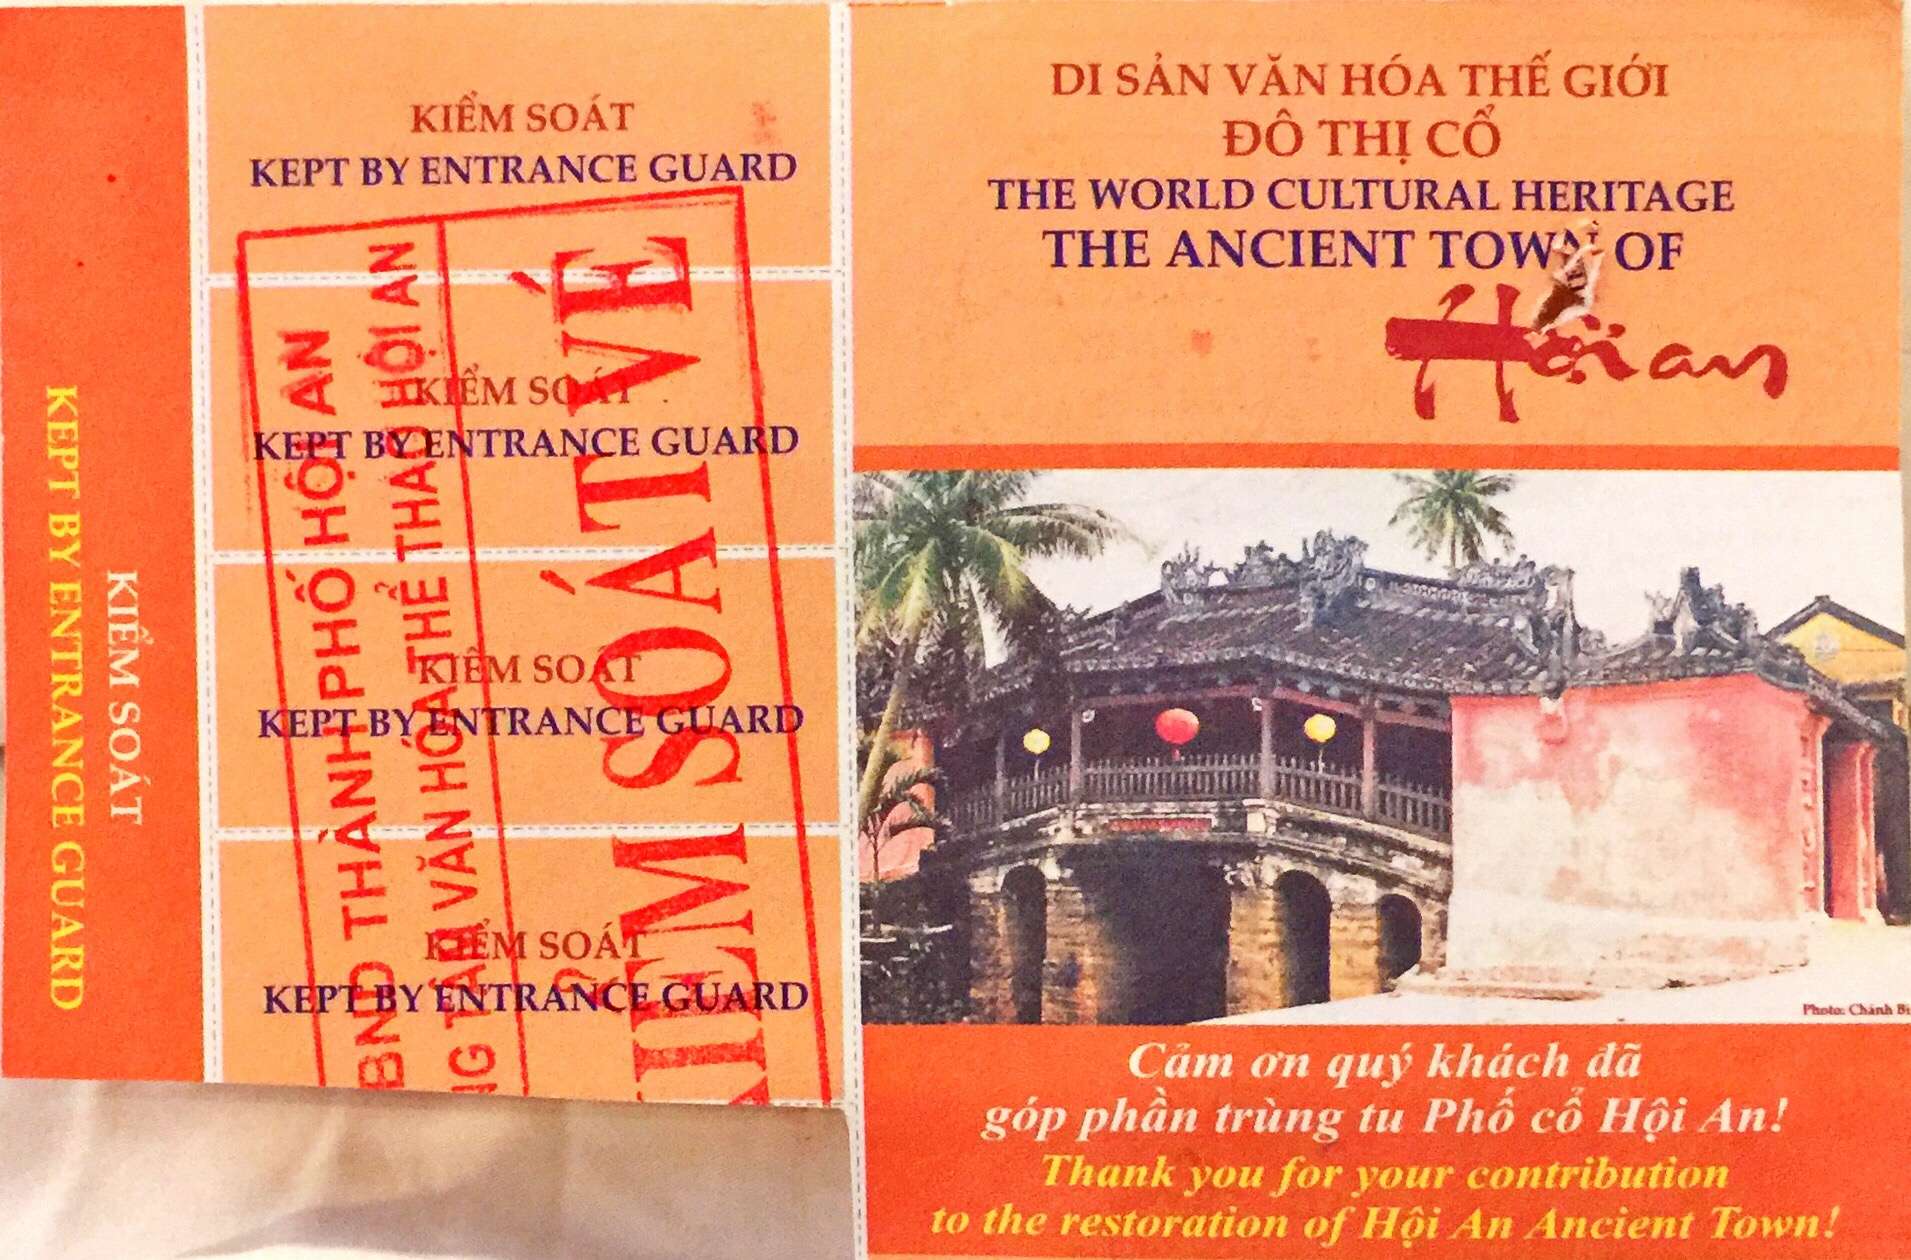 KIỂM SOÁT
KEPT BY ENTRANCE GUARD
KIỂM SOÁT
KEPT BY ENTRANCE GUARD
KIỂM SOÁT
KEPT BY ENTRANCE GUARD
KIỂM SOÁT
KEPT BY ENTRANCE GUARD
KIỂM SOÁT
KEPT BY ENTRANCE GUARD
THÀNH PHỐ HỘI AN
VĂN HÓA THỂ THAO HỘI AN
SOÁT VÉ
DI SẢN VĂN HÓA THẾ GIỚI
ĐÔ THỊ CỔ
THE WORLD CULTURAL HERITAGE
THE ANCIENT TOWN OF
Hội an
Photo: Chánh
Cảm ơn quý khách đã
góp phần trùng tu Phố cổ Hội An!
Thank you for your contribution
to the restoration of Hội An Ancient Town!